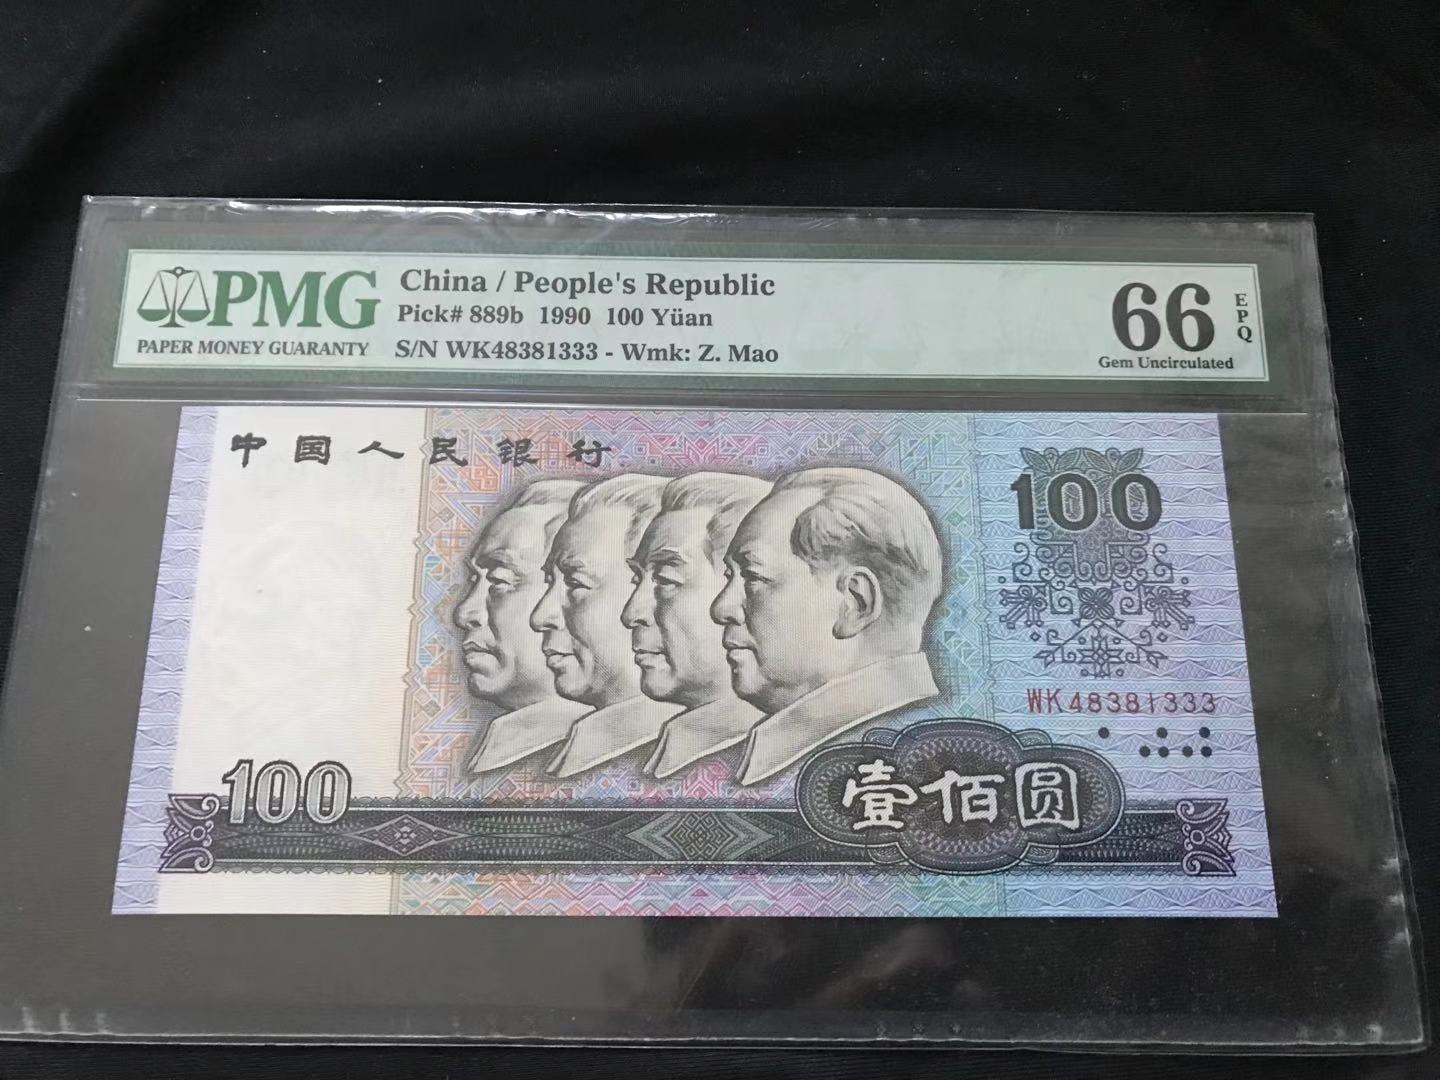 PMG
PAPER MONEY GUARANTY
China / People's Republic
Pick# 889b 1990 100 Yüan
S/N WK48381333 - Wmk: Z. Mao
66
EPQ
Gem Uncirculated
中国人民银行
100
WK48381333
100
壹佰圆